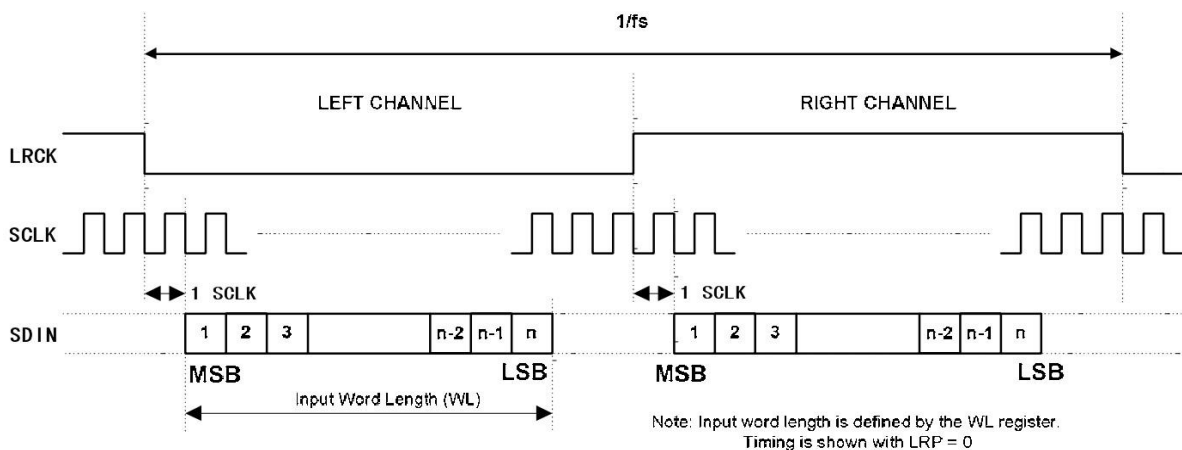 1/fs
LEFT CHANNEL RIGHT CHANNEL
LRCK
SCLK
1 SCLK 1 SCLK
SDIN 1 2 3 n-2 n-1 n 1 2 3 n-2 n-1 n
MSB LSB MSB LSB
Input Word Length (WL)
Note: Input word length is defined by the WL register.
Timing is shown with LRP = 0